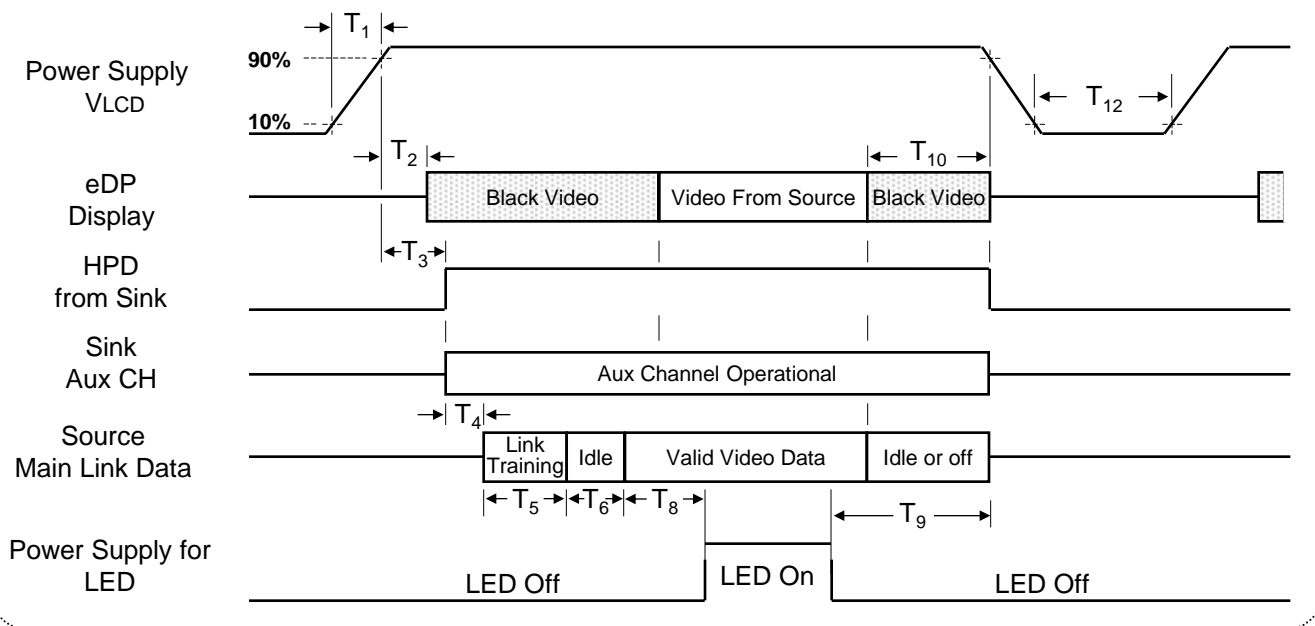 T1
90%
Power Supply
VLCD
T12
10%
T2
T10
eDP
Display
Black Video
Video From Source
Black Video
T3
HPD
from Sink
Sink
Aux CH
Aux Channel Operational
T4
Source
Main Link Data
Link
Training
Idle
Valid Video Data
Idle or off
T5
T6
T8
T9
Power Supply for
LED
LED Off
LED On
LED Off